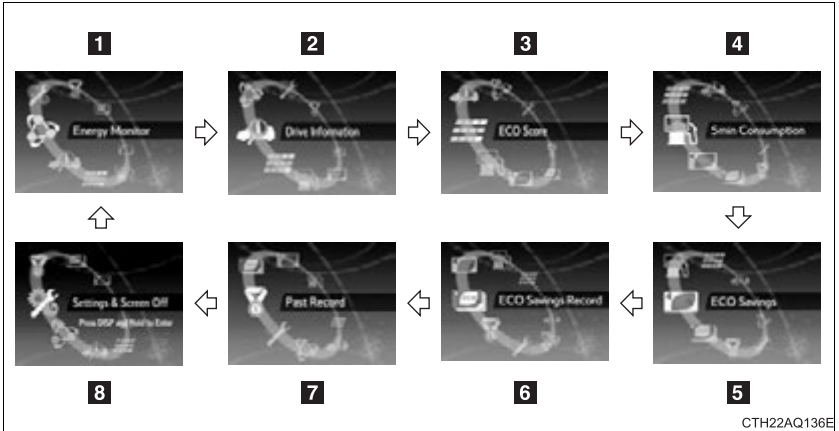 1 2 3 4
Energy Monitor
Drive Information
ECO Score
5min Consumption
Settings & Screen Off
Press DISP and Hold to Enter
Past Record
ECO Savings Record
ECO Savings
8 7 6 5
CTH22AQ136E